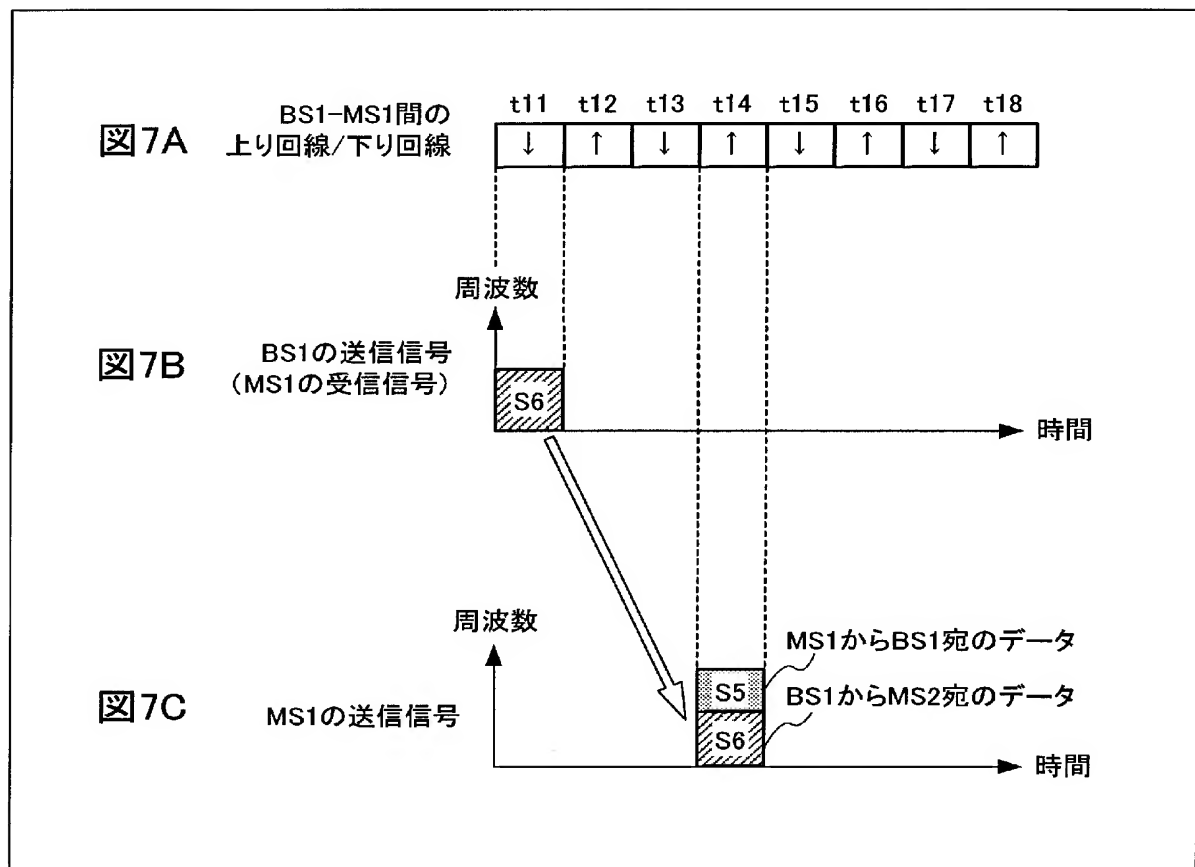 図7A
BS1-MS1間の
上り回線/下り回線
t11 t12 t13 t14 t15 t16 t17 t18
↓ ↑ ↓ ↑ ↓ ↑ ↓ ↑
周波数
図7B
BS1の送信信号
(MS1の受信信号)
S6
時間
周波数
図7C
MS1の送信信号
S5
MS1からBS1宛のデータ
S6
BS1からMS2宛のデータ
時間